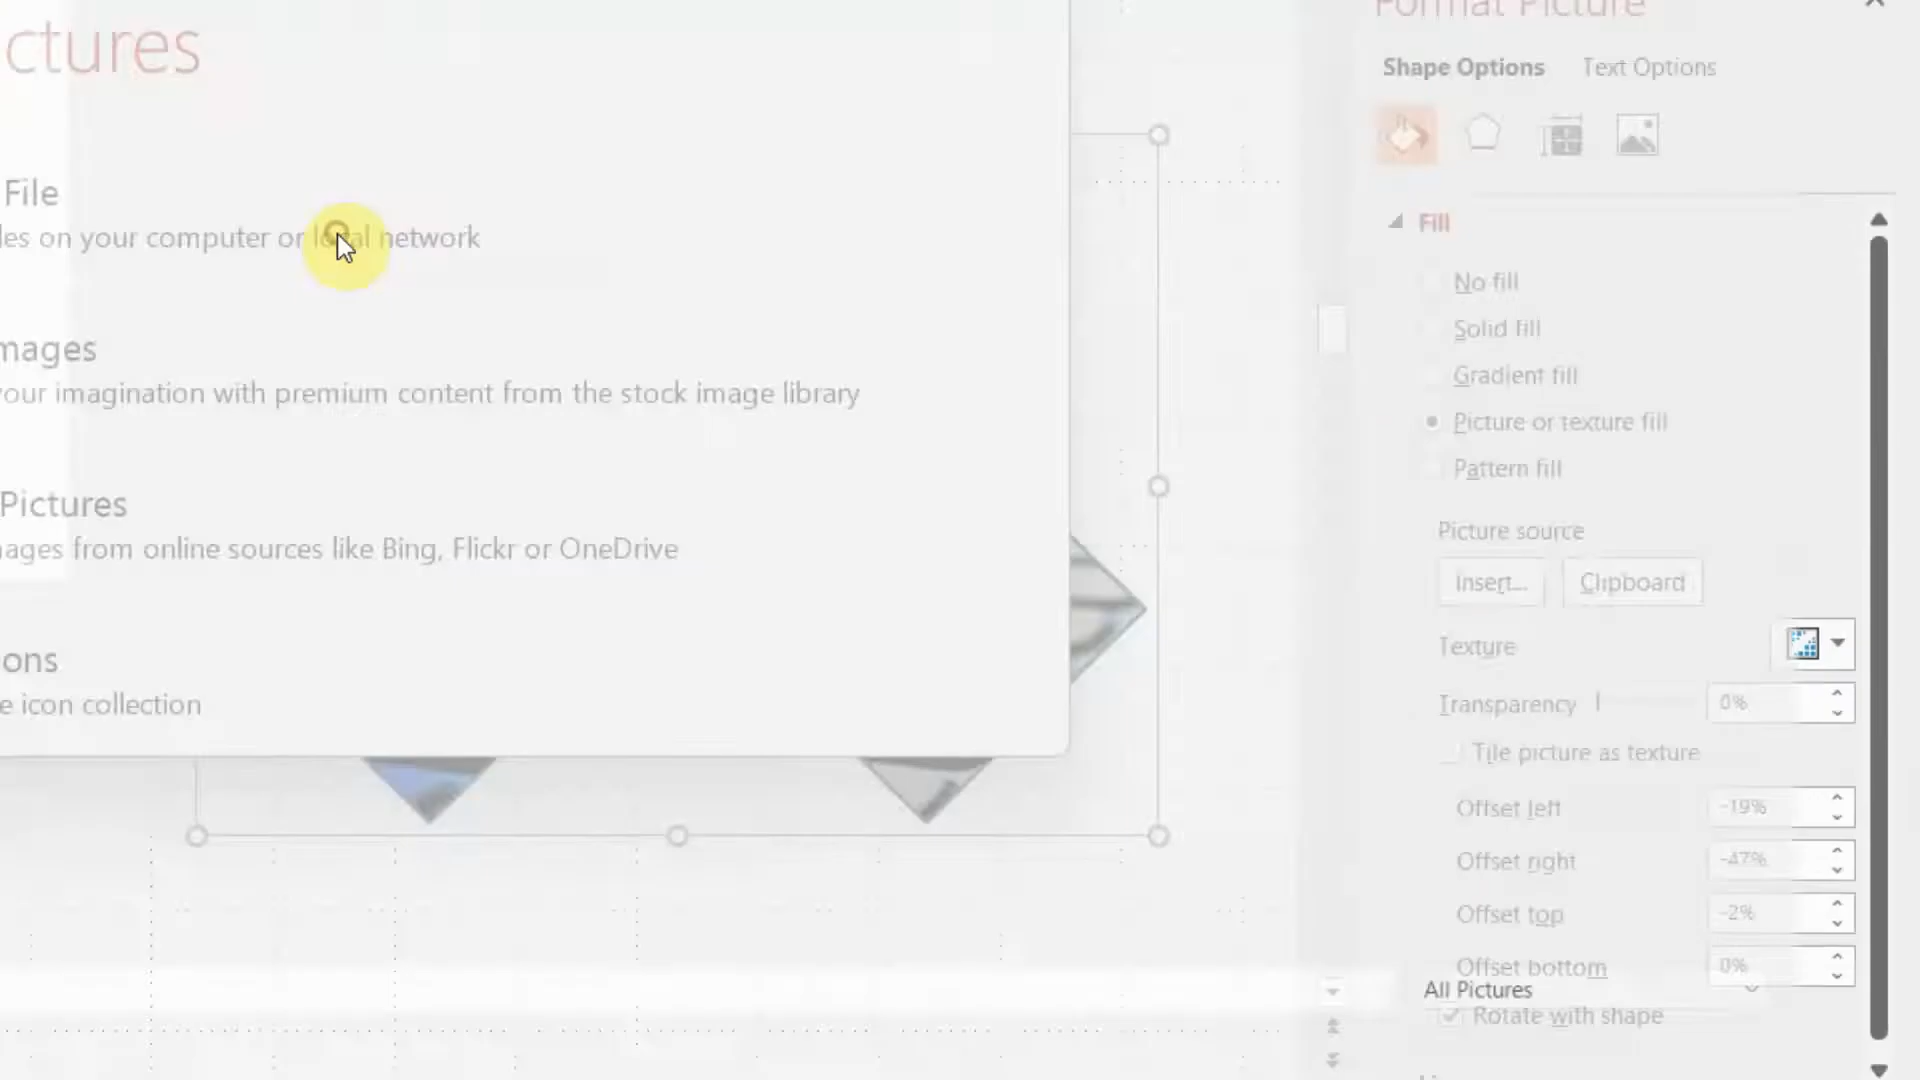 ctures
File
les on your computer or local network
mages
your imagination with premium content from the stock image library
Pictures
mages from online sources like Bing, Flickr or OneDrive
ons
e icon collection
Format Picture
Shape Options Text Options
Fill
No fill
Solid fill
Gradient fill
Picture or texture fill
Pattern fill
Picture source
Insert... Clipboard
Texture
Transparency 0%
Tile picture as texture
Offset left -19%
Offset right -47%
Offset top -2%
Offset bottom 0%
All Pictures
Rotate with shape